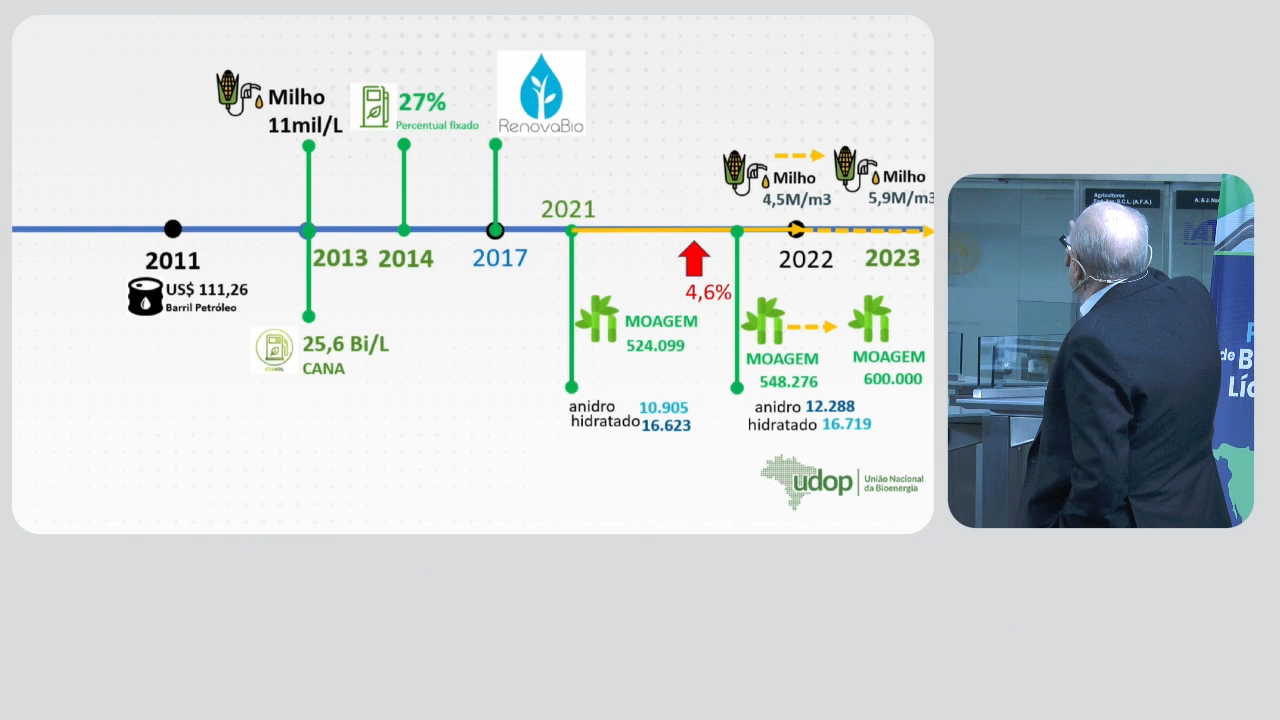 Milho
11mil/L
27%
Percentual fixado
RenovaBio
Milho
4,5M/m3
Milho
5,9M/m3
2021
2011
US$ 111,26
Barril Petróleo
2013
2014
2017
2022
2023
4,6%
25,6 Bi/L
CANA
MOAGEM
524.099
MOAGEM
548.276
MOAGEM
600.000
anidro 10.905
hidratado 16.623
anidro 12.288
hidratado 16.719
udop
União Nacional
da Bioenergia
Agricultores
A. & J.
de B
Líq